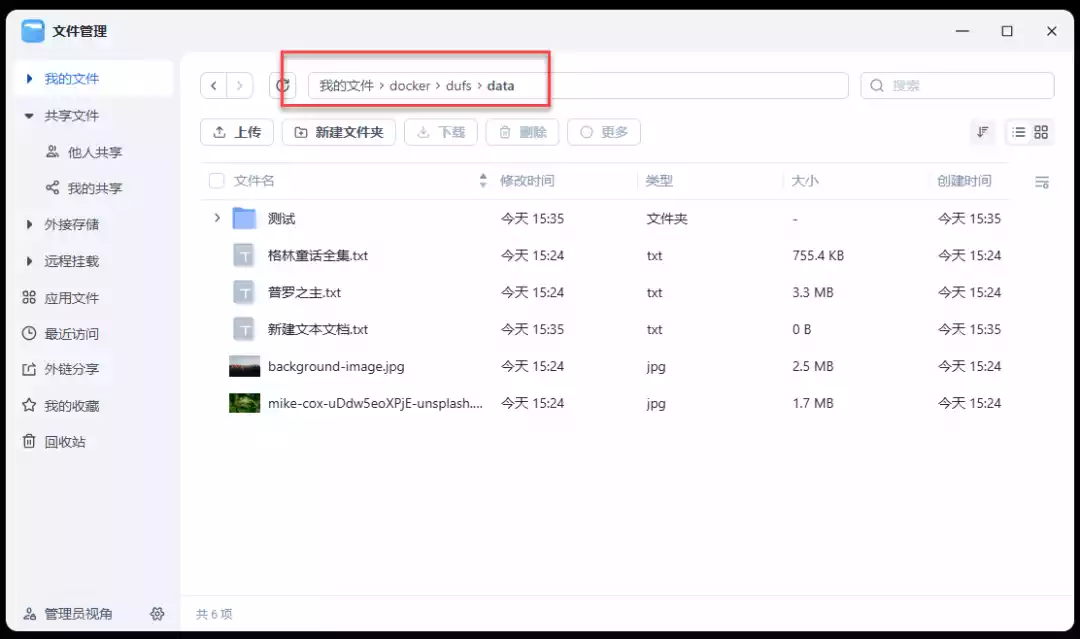 文件管理
我的文件
共享文件
他人共享
我的共享
外接存储
远程挂载
应用文件
最近访问
外链分享
我的收藏
回收站
管理员视角
我的文件 › docker › dufs › data
搜索
上传 新建文件夹 下载 删除 更多
文件名 修改时间 类型 大小 创建时间
测试 今天 15:35 文件夹 - 今天 15:35
格林童话全集.txt 今天 15:24 txt 755.4 KB 今天 15:24
普罗之主.txt 今天 15:24 txt 3.3 MB 今天 15:24
新建文本文档.txt 今天 15:35 txt 0 B 今天 15:35
background-image.jpg 今天 15:24 jpg 2.5 MB 今天 15:24
mike-cox-uDdw5eoXPjE-unsplash.... 今天 15:24 jpg 1.7 MB 今天 15:24
共 6 项